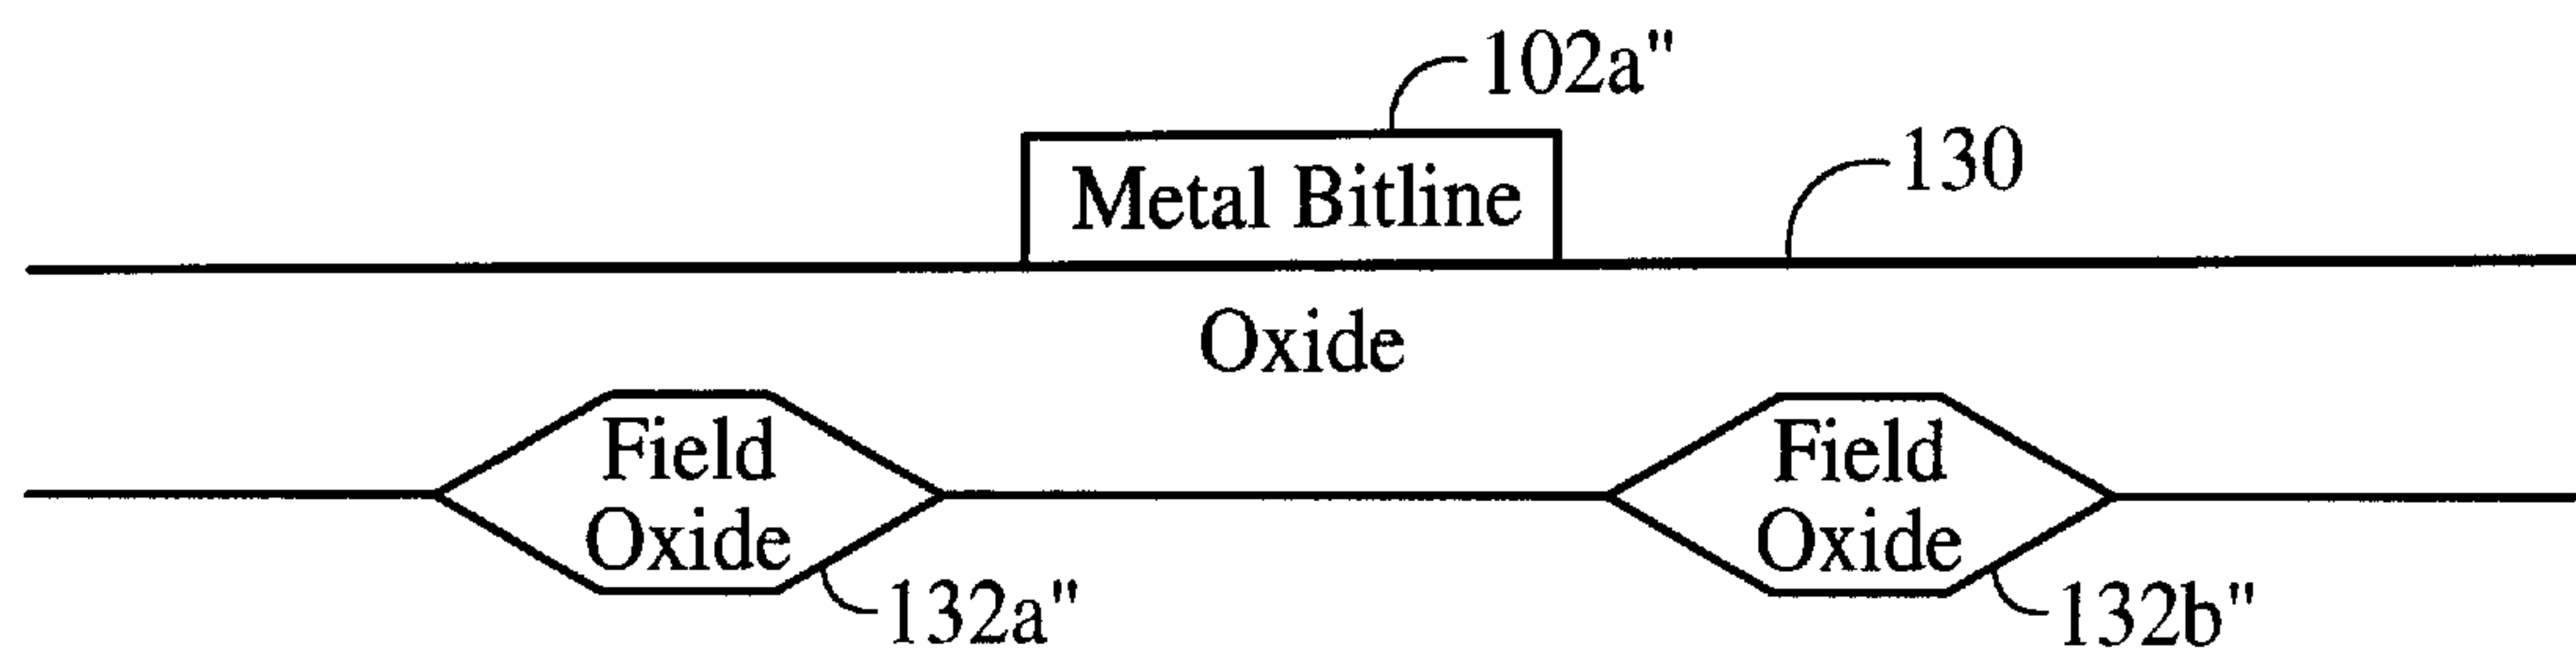 102a"
Metal Bitline
130
Oxide
Field
Oxide
132a"
Field
Oxide
132b"